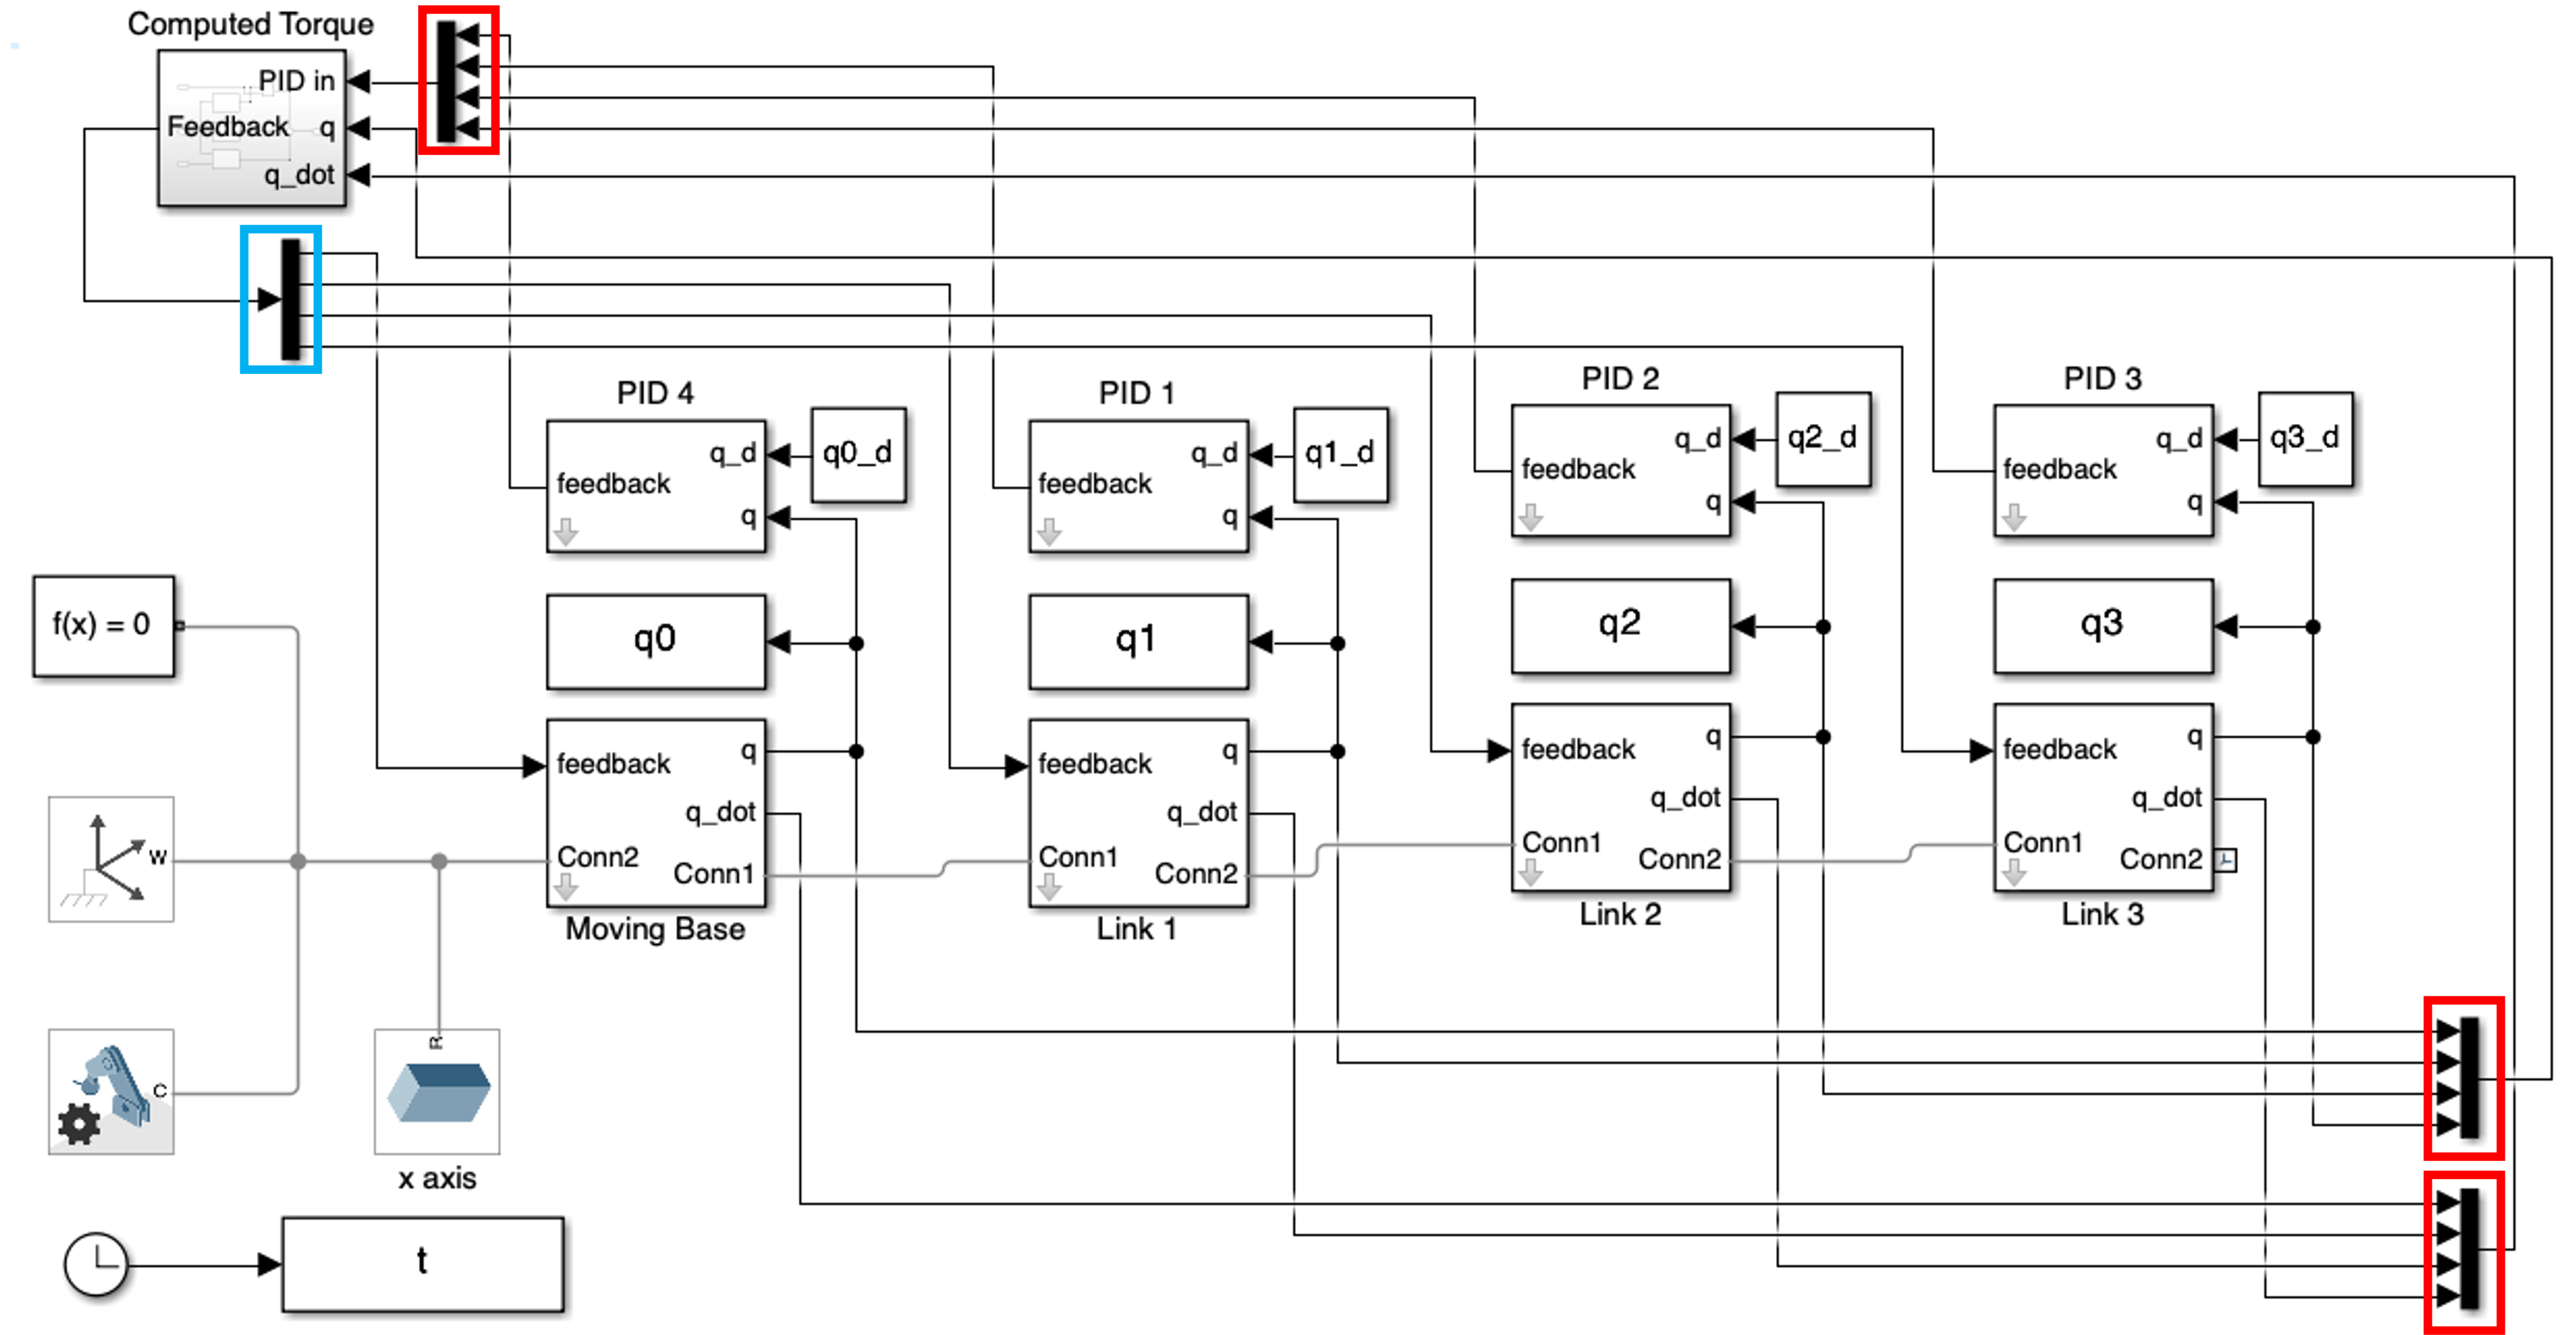 Computed Torque
PID in
Feedback q
q_dot
PID 4
PID 1
PID 2
PID 3
q_d
q0_d
feedback
q
q_d
q1_d
feedback
q
q_d
q2_d
feedback
q
q_d
q3_d
feedback
q
f(x) = 0
q0
q1
q2
q3
feedback q
q_dot
Conn2
Conn1
Moving Base
feedback q
q_dot
Conn1
Conn2
Link 1
feedback q
q_dot
Conn1
Conn2
Link 2
feedback q
q_dot
Conn1
Conn2
Link 3
W
C
R
x axis
t